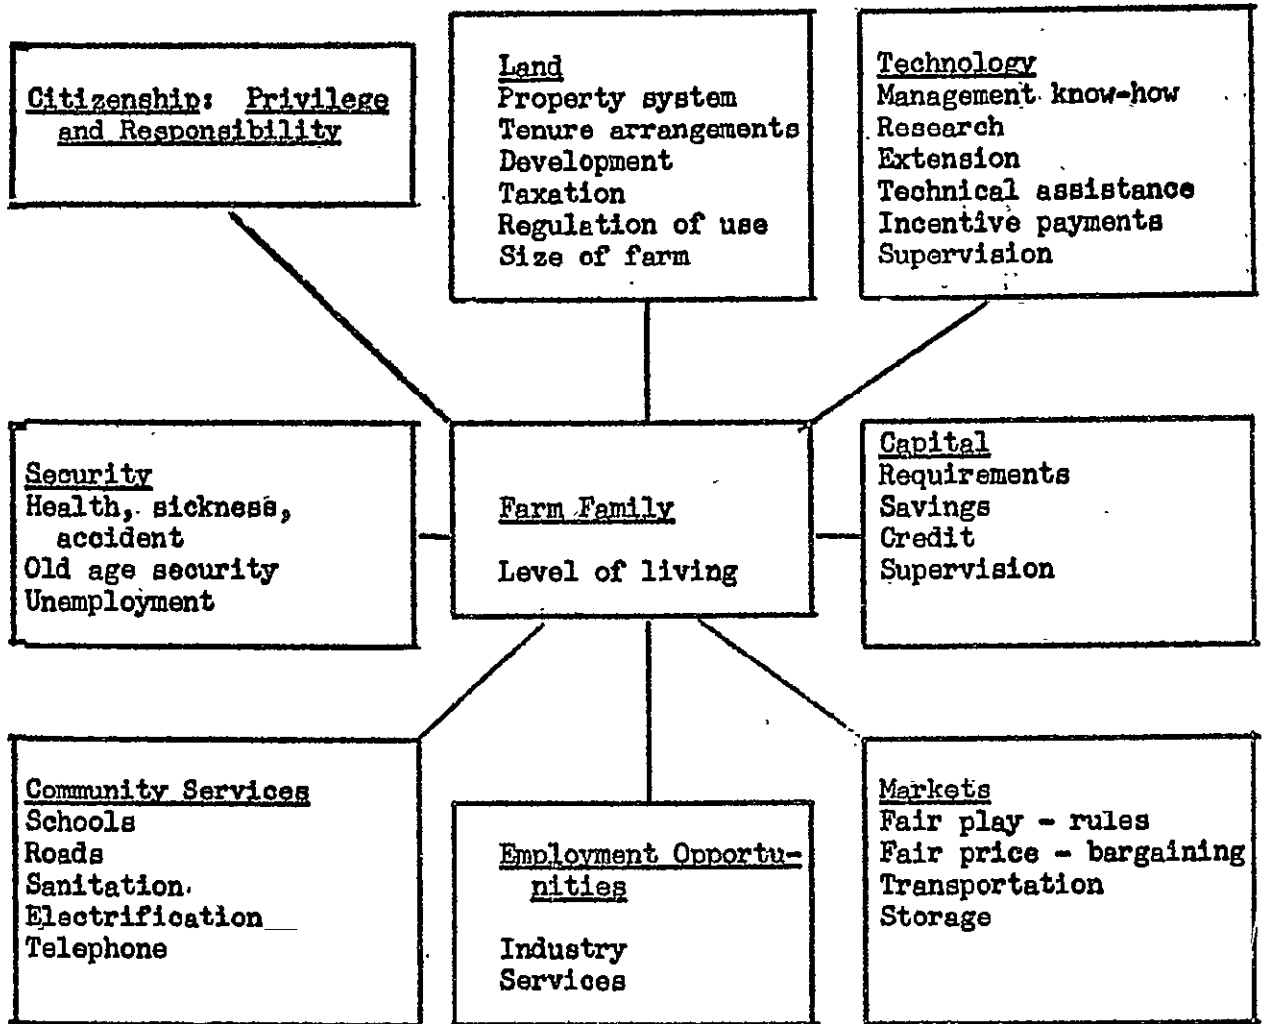 Citizenship: Privilege
and Responsibility
Land
Property system
Tenure arrangements
Development
Taxation
Regulation of use
Size of farm
Technology
Management know-how
Research
Extension
Technical assistance
Incentive payments
Supervision
Security
Health, sickness,
accident
Old age security
Unemployment
Farm Family
Level of living
Capital
Requirements
Savings
Credit
Supervision
Community Services
Schools
Roads
Sanitation
Electrification
Telephone
Employment Opportu-
nities
Industry
Services
Markets
Fair play - rules
Fair price - bargaining
Transportation
Storage